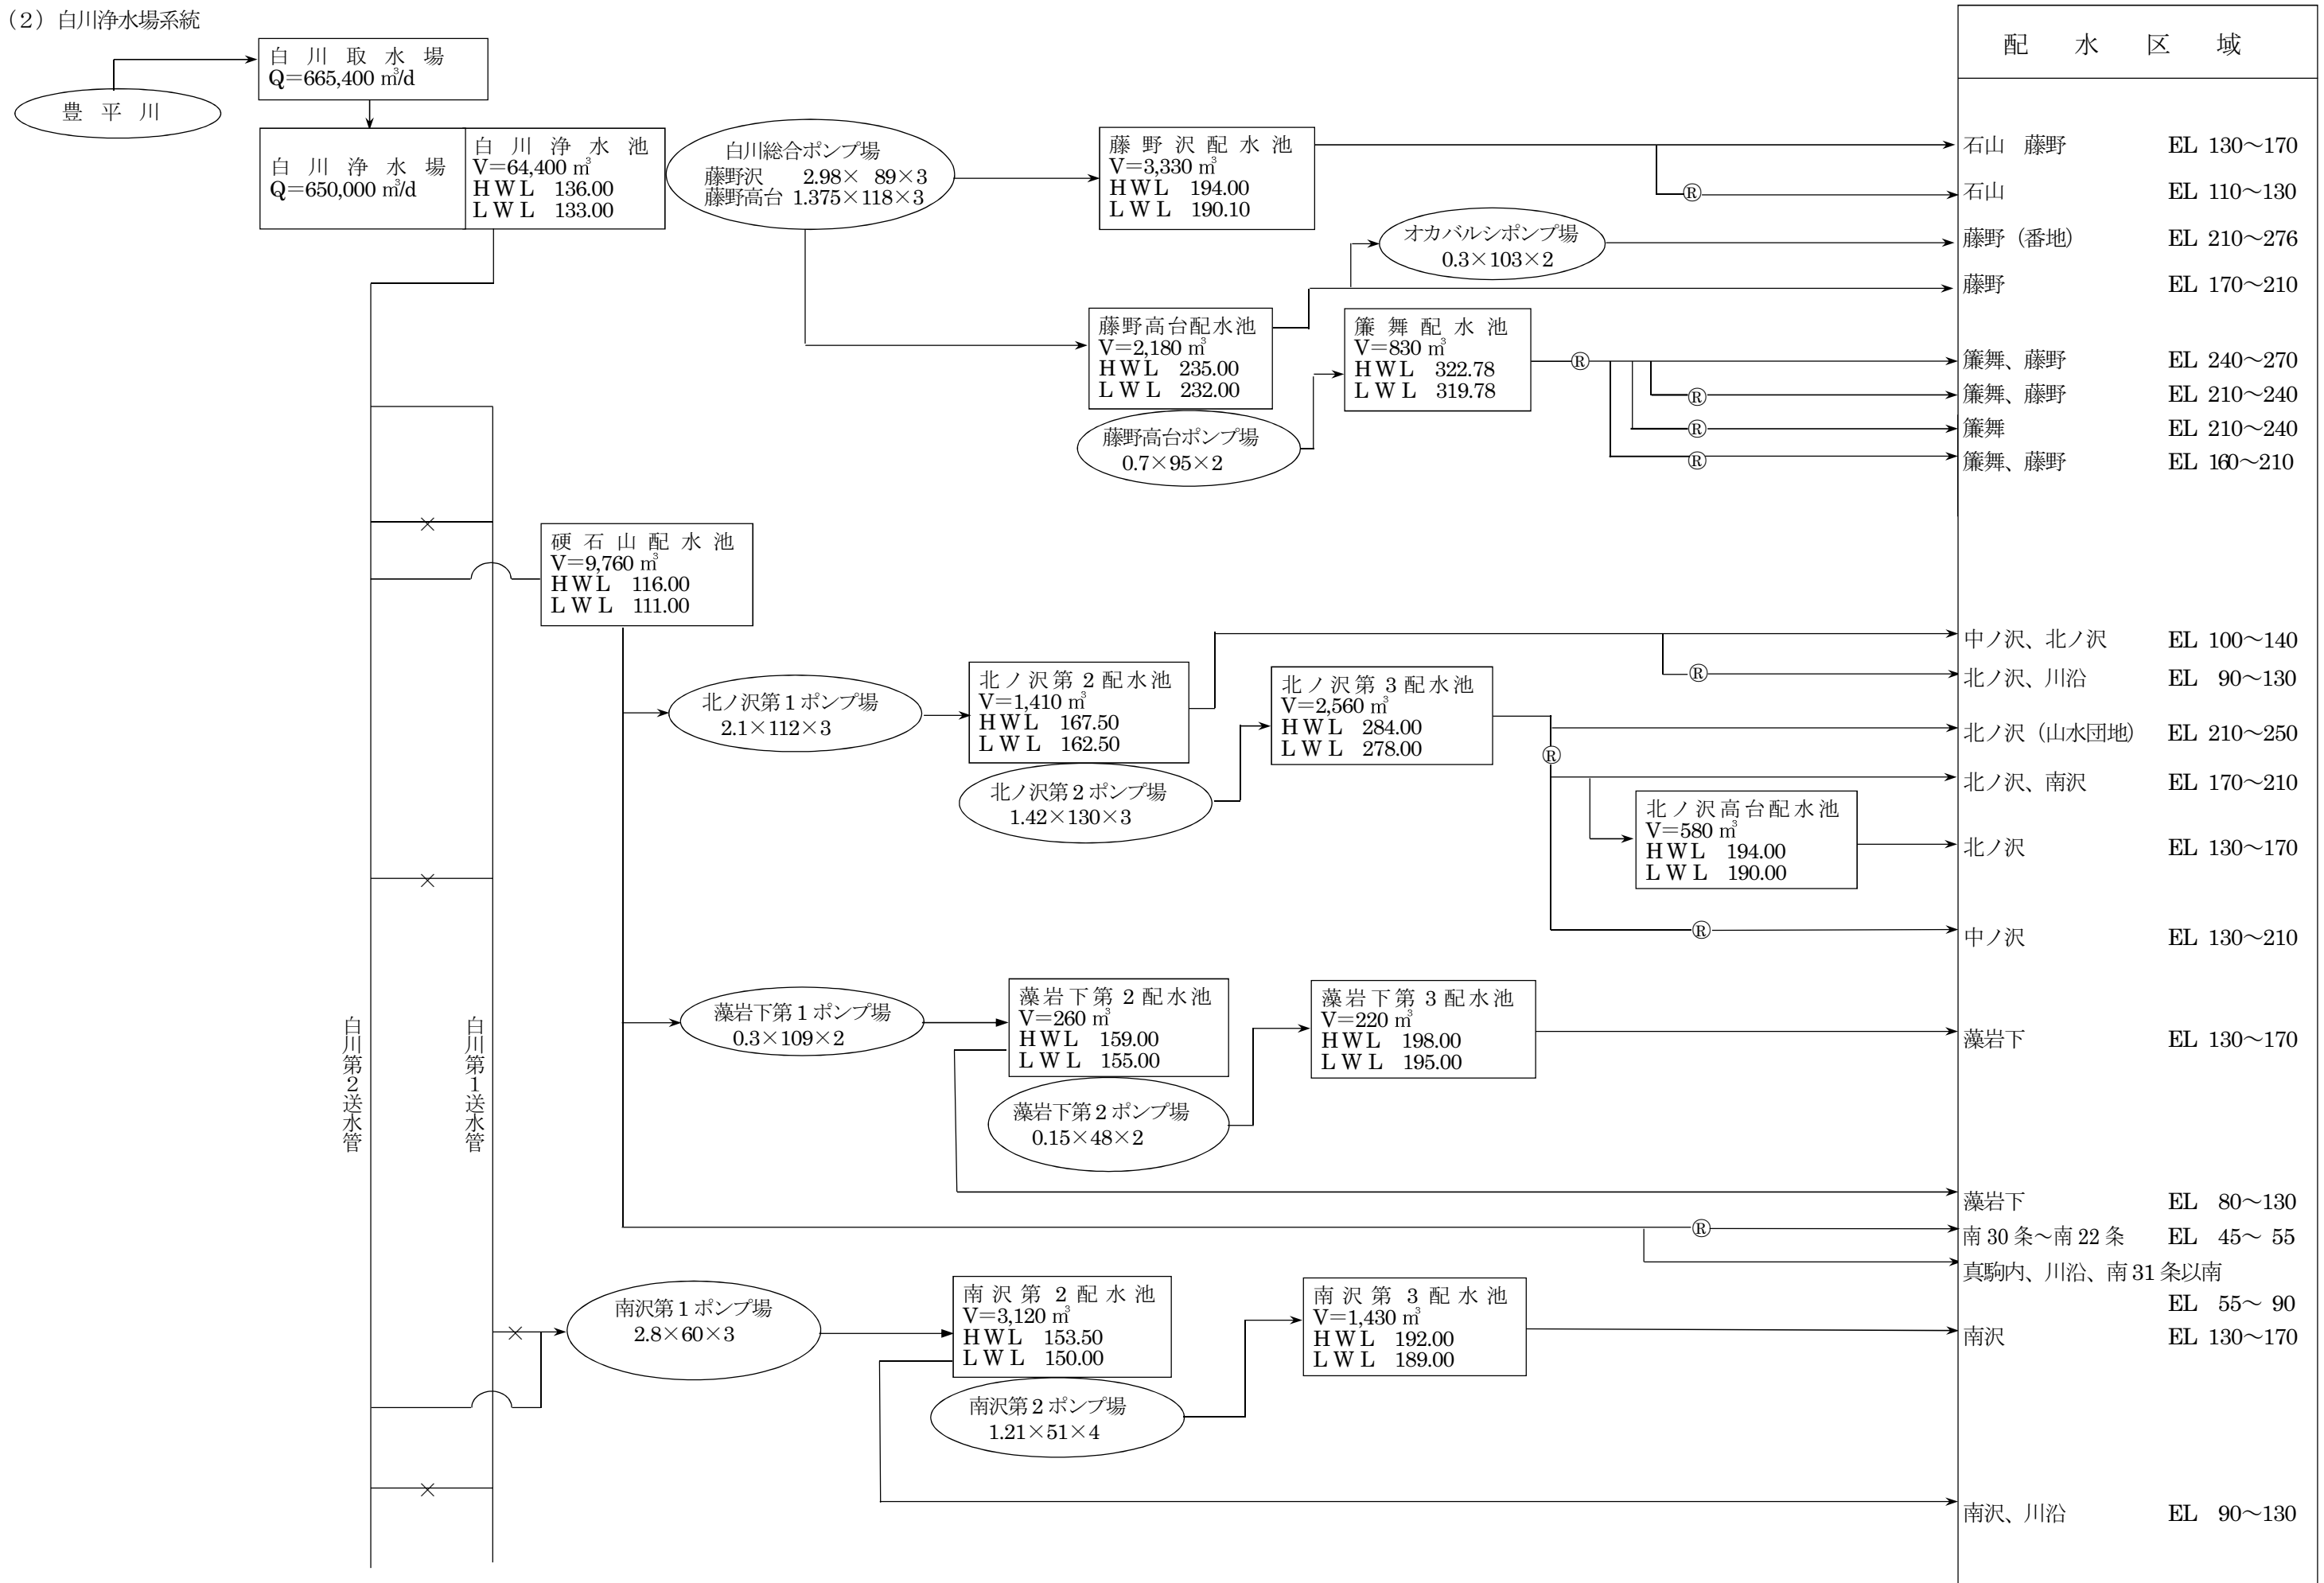 （2）白川浄水場系統
配水区域
白川取水場
Q＝665,400 ㎥/d
豊平川
白川浄水場
Q＝650,000 ㎥/d
白川浄水池
V＝64,400 ㎥
HWL 136.00
LWL 133.00
白川総合ポンプ場
藤野沢 2.98× 89×3
藤野高台 1.375×118×3
藤野沢配水池
V＝3,330 ㎥
HWL 194.00
LWL 190.10
石山 藤野 EL 130～170
Ⓡ
石山 EL 110～130
オカバルシポンプ場
0.3×103×2
藤野（番地） EL 210～276
藤野 EL 170～210
藤野高台配水池
V＝2,180 ㎥
HWL 235.00
LWL 232.00
藤野高台ポンプ場
0.7×95×2
簾舞配水池
V＝830 ㎥
HWL 322.78
LWL 319.78
Ⓡ
簾舞、藤野 EL 240～270
Ⓡ
簾舞、藤野 EL 210～240
Ⓡ
簾舞 EL 210～240
Ⓡ
簾舞、藤野 EL 160～210
硬石山配水池
V＝9,760 ㎥
HWL 116.00
LWL 111.00
北ノ沢第1ポンプ場
2.1×112×3
北ノ沢第2配水池
V＝1,410 ㎥
HWL 167.50
LWL 162.50
北ノ沢第2ポンプ場
1.42×130×3
北ノ沢第3配水池
V＝2,560 ㎥
HWL 284.00
LWL 278.00
中ノ沢、北ノ沢 EL 100～140
Ⓡ
北ノ沢、川沿 EL 90～130
北ノ沢（山水団地） EL 210～250
Ⓡ
北ノ沢、南沢 EL 170～210
北ノ沢高台配水池
V＝580 ㎥
HWL 194.00
LWL 190.00
北ノ沢 EL 130～170
Ⓡ
中ノ沢 EL 130～210
白川第2送水管
白川第1送水管
藻岩下第1ポンプ場
0.3×109×2
藻岩下第2配水池
V＝260 ㎥
HWL 159.00
LWL 155.00
藻岩下第2ポンプ場
0.15×48×2
藻岩下第3配水池
V＝220 ㎥
HWL 198.00
LWL 195.00
藻岩下 EL 130～170
藻岩下 EL 80～130
Ⓡ
南30条～南22条 EL 45～ 55
真駒内、川沿、南31条以南
EL 55～ 90
南沢第1ポンプ場
2.8×60×3
南沢第2配水池
V＝3,120 ㎥
HWL 153.50
LWL 150.00
南沢第2ポンプ場
1.21×51×4
南沢第3配水池
V＝1,430 ㎥
HWL 192.00
LWL 189.00
南沢 EL 130～170
南沢、川沿 EL 90～130